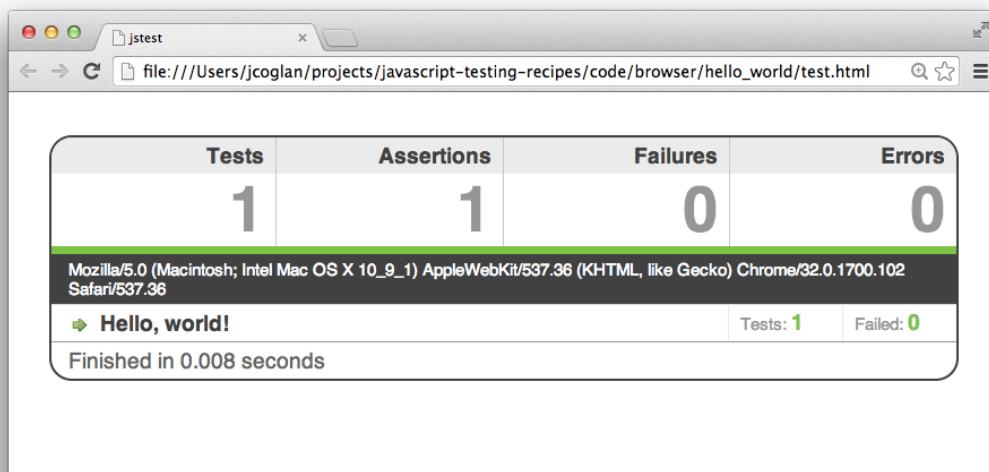 jstest
file:///Users/jcoglan/projects/javascript-testing-recipes/code/browser/hello_world/test.html
Tests Assertions Failures Errors
1 1 0 0
Mozilla/5.0 (Macintosh; Intel Mac OS X 10_9_1) AppleWebKit/537.36 (KHTML, like Gecko) Chrome/32.0.1700.102
Safari/537.36
Hello, world! Tests: 1 Failed: 0
Finished in 0.008 seconds